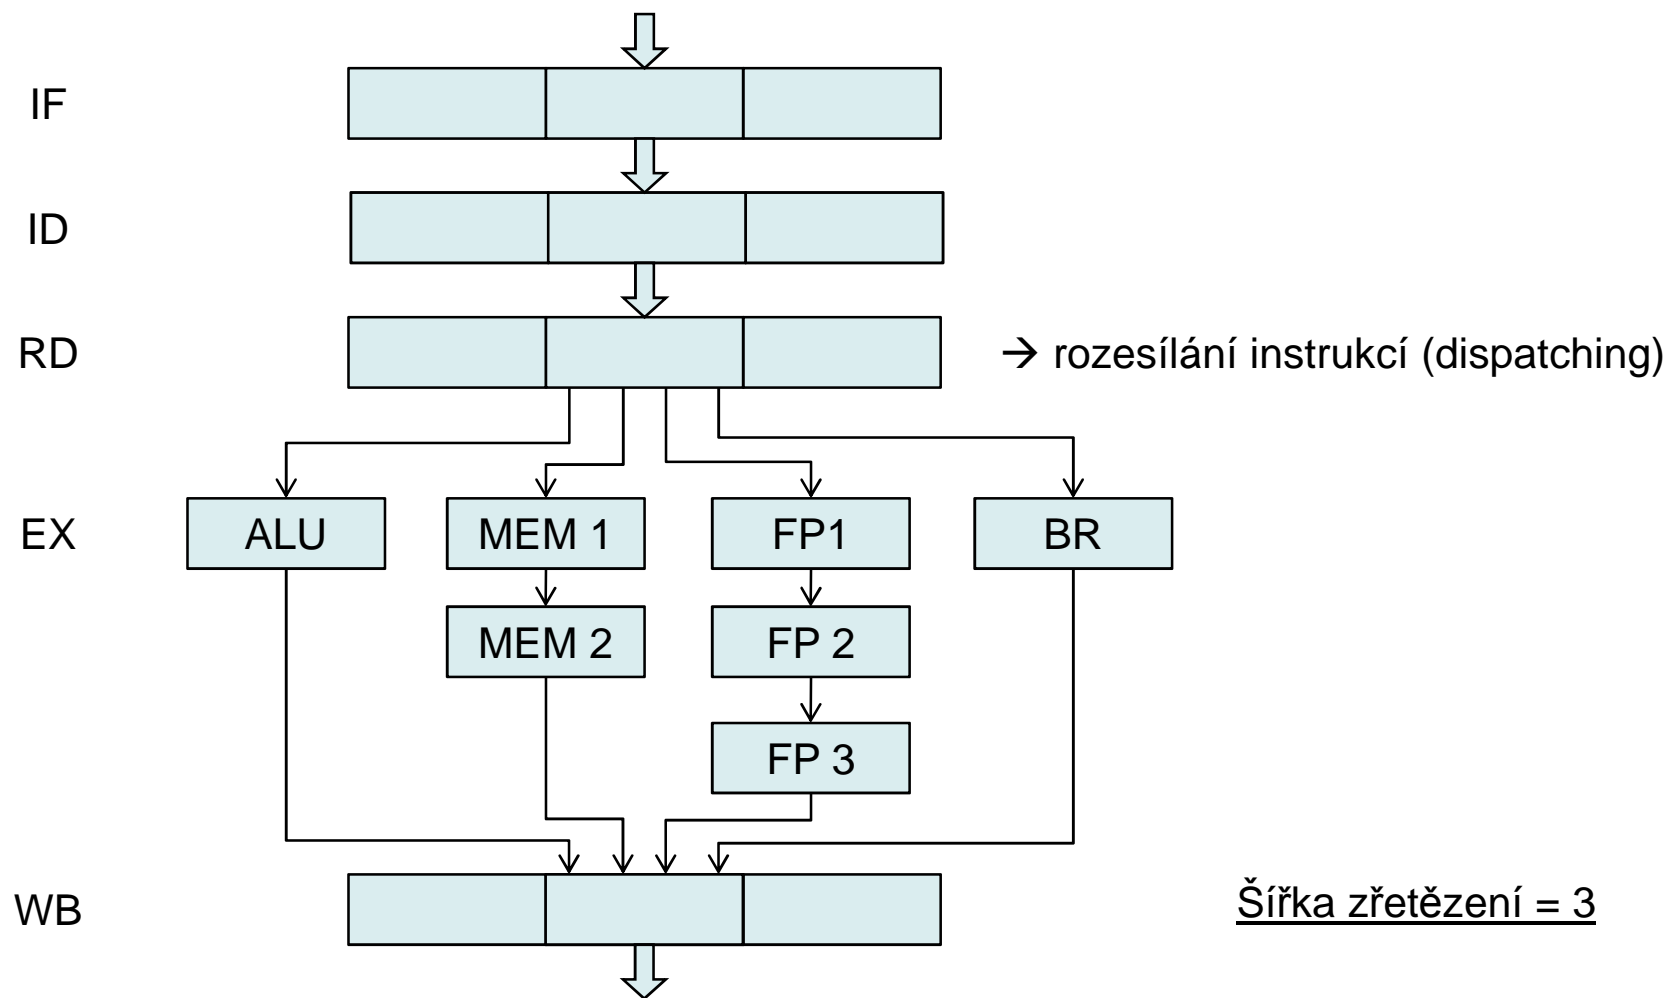 IF
ID
RD
→ rozesílání instrukcí (dispatching)
EX
ALU
MEM 1
FP1
BR
MEM 2
FP 2
FP 3
WB
Šířka zřetězení = 3